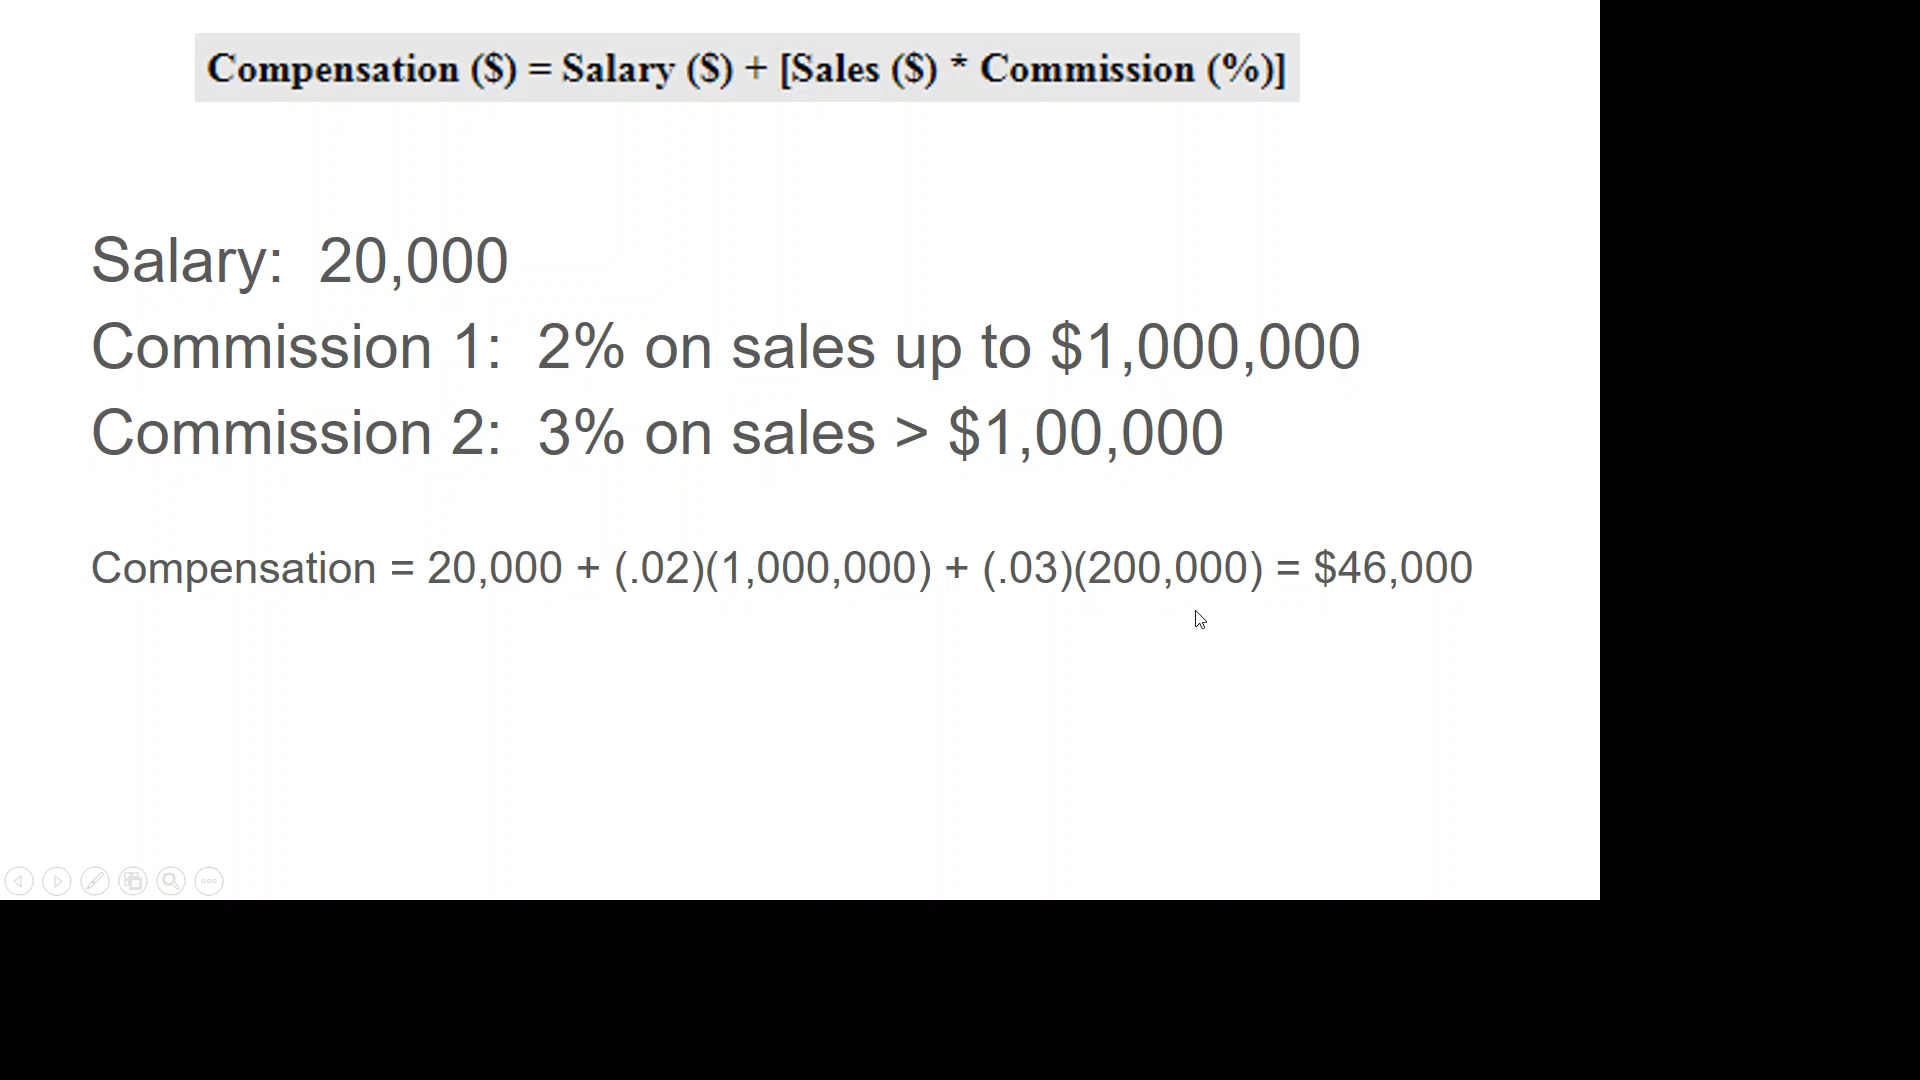 Compensation ($) = Salary ($) + [Sales ($) * Commission (%)]
Salary:  20,000
Commission 1:  2% on sales up to $1,000,000
Commission 2:  3% on sales > $1,00,000
Compensation = 20,000 + (.02)(1,000,000) + (.03)(200,000) = $46,000